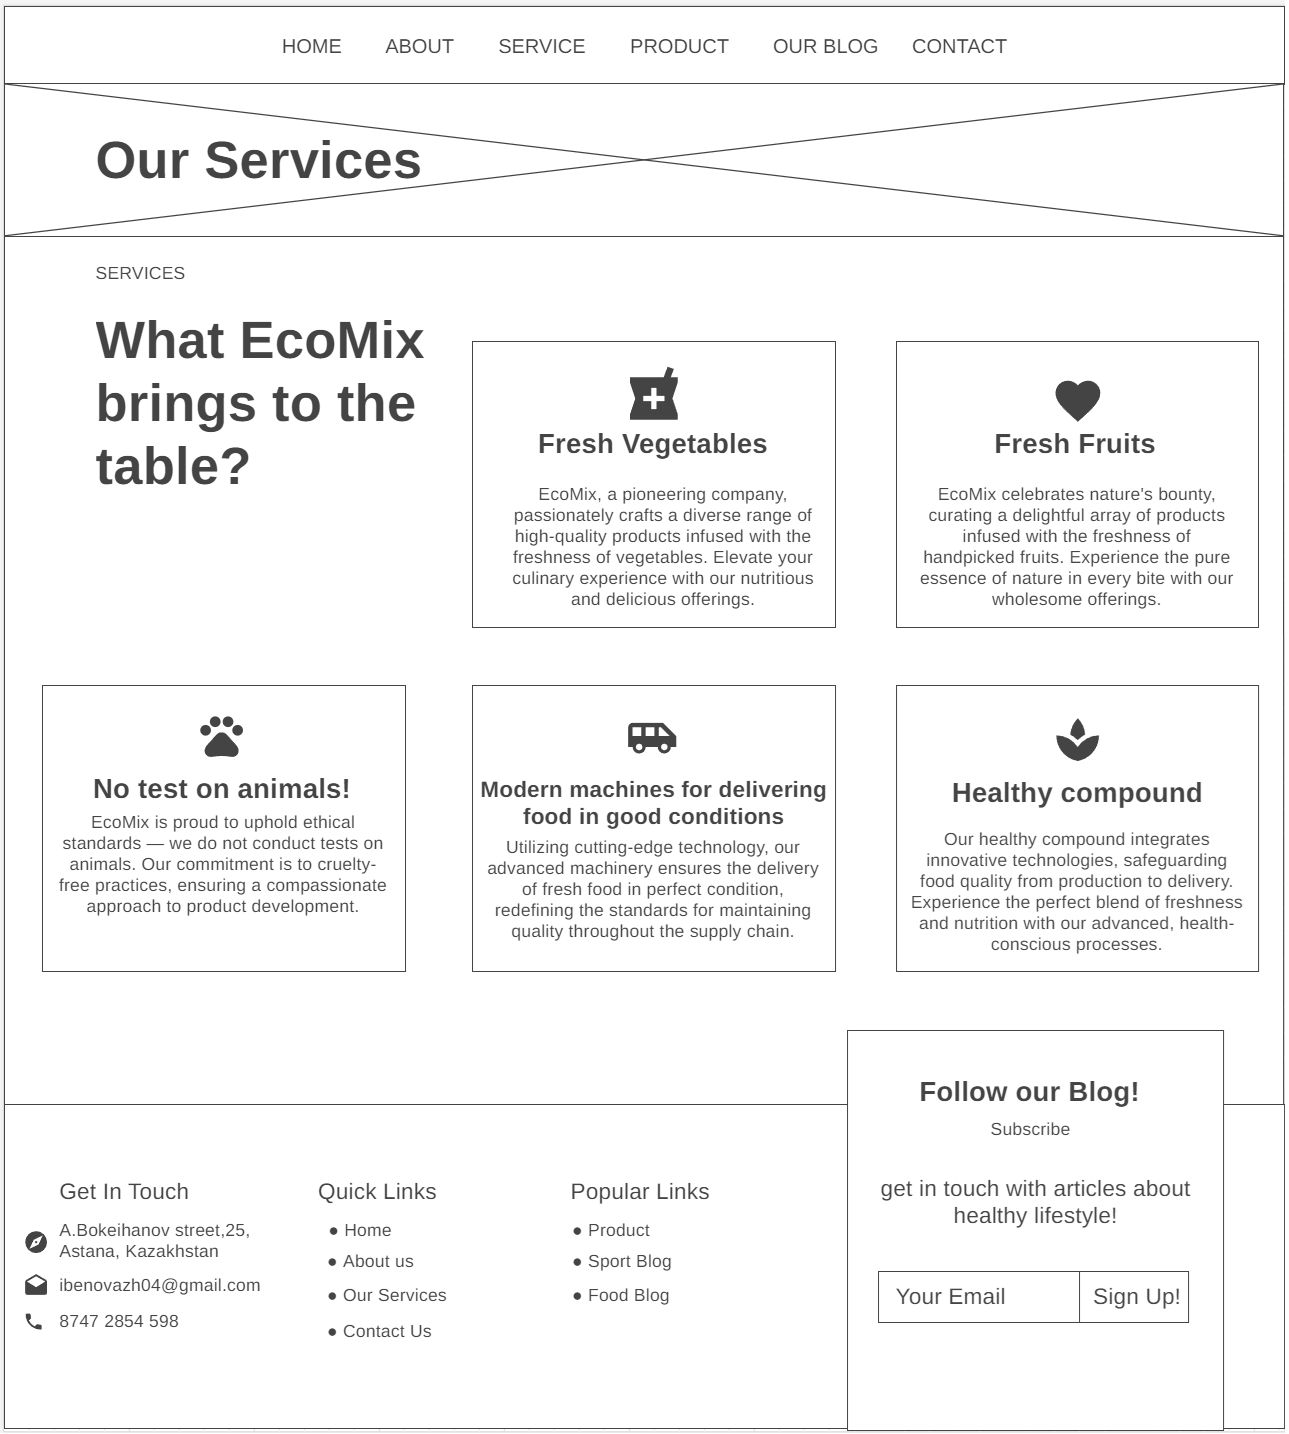 HOME ABOUT SERVICE PRODUCT OUR BLOG CONTACT
Our Services
SERVICES
What EcoMix
brings to the
table?
Fresh Vegetables
EcoMix, a pioneering company,
passionately crafts a diverse range of
high-quality products infused with the
freshness of vegetables. Elevate your
culinary experience with our nutritious
and delicious offerings.
Fresh Fruits
EcoMix celebrates nature's bounty,
curating a delightful array of products
infused with the freshness of
handpicked fruits. Experience the pure
essence of nature in every bite with our
wholesome offerings.
No test on animals!
EcoMix is proud to uphold ethical
standards — we do not conduct tests on
animals. Our commitment is to cruelty-
free practices, ensuring a compassionate
approach to product development.
Modern machines for delivering
food in good conditions
Utilizing cutting-edge technology, our
advanced machinery ensures the delivery
of fresh food in perfect condition,
redefining the standards for maintaining
quality throughout the supply chain.
Healthy compound
Our healthy compound integrates
innovative technologies, safeguarding
food quality from production to delivery.
Experience the perfect blend of freshness
and nutrition with our advanced, health-
conscious processes.
Get In Touch
A.Bokeihanov street,25,
Astana, Kazakhstan
ibenovazh04@gmail.com
8747 2854 598
Quick Links
● Home
● About us
● Our Services
● Contact Us
Popular Links
● Product
● Sport Blog
● Food Blog
Follow our Blog!
Subscribe
get in touch with articles about
healthy lifestyle!
Your Email Sign Up!